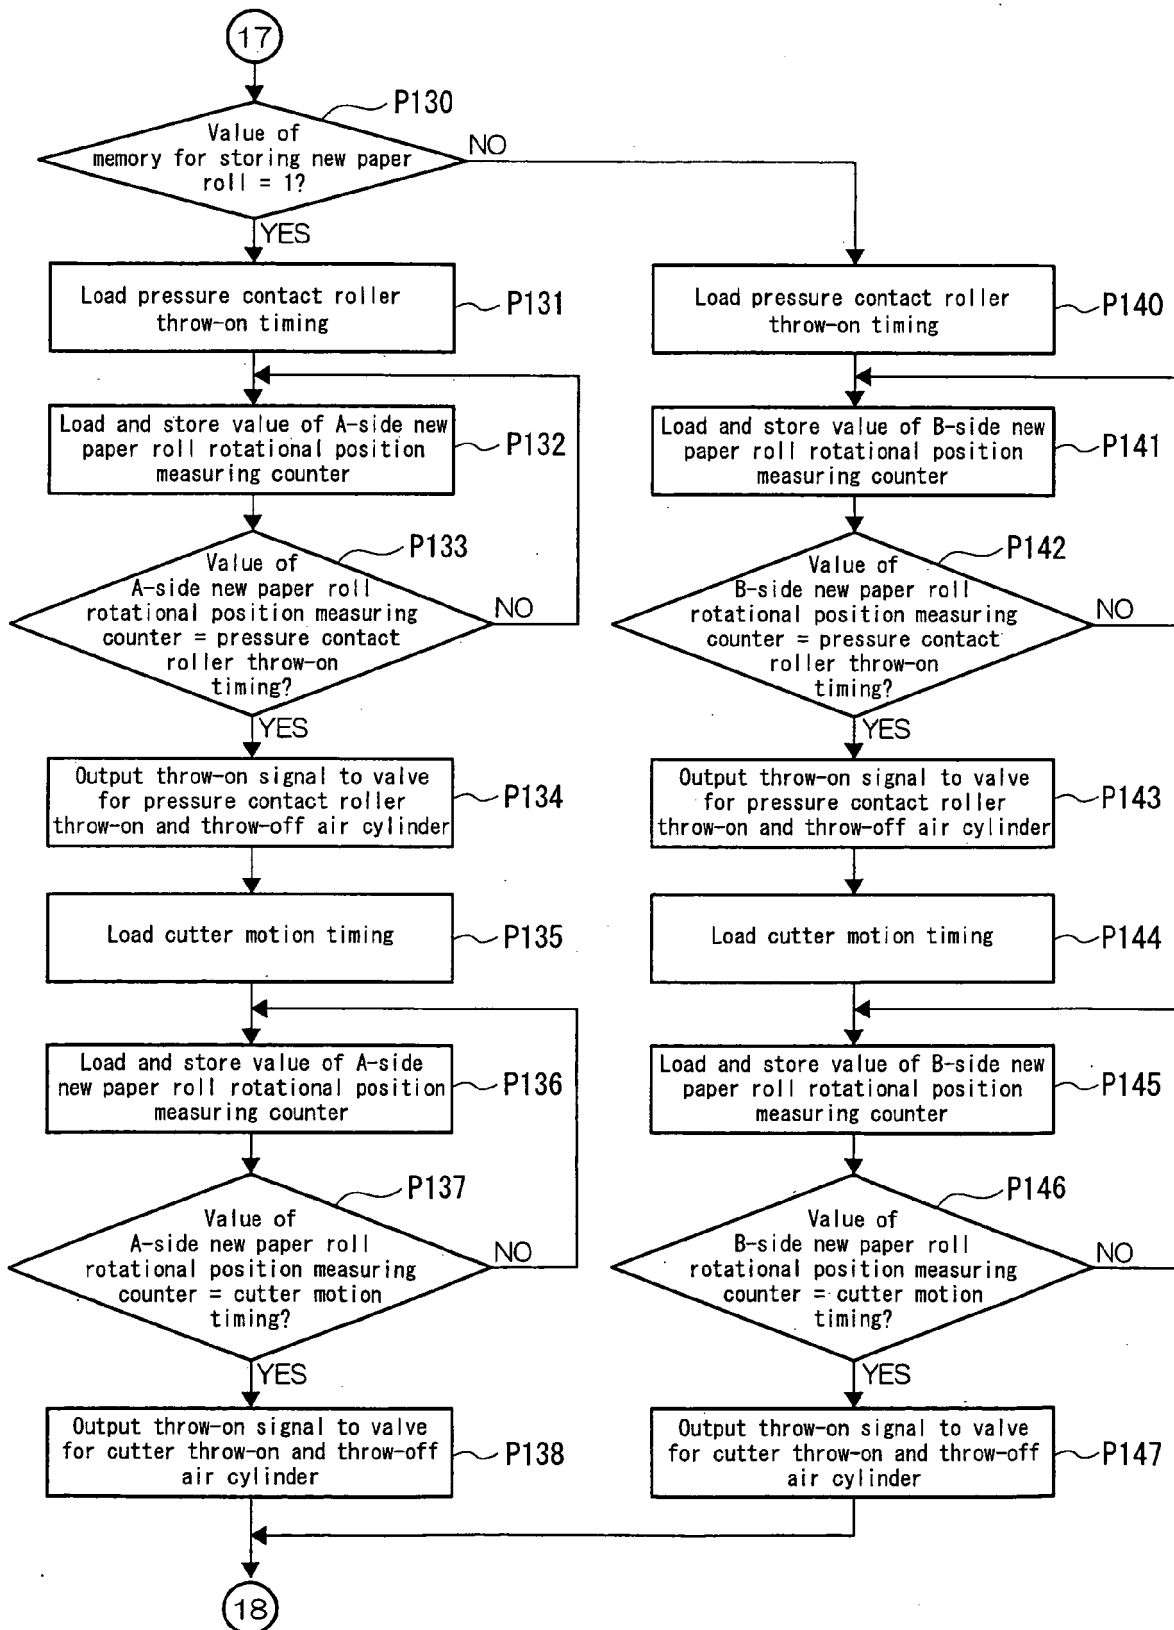 17
P130
Value of
memory for storing new paper
roll = 1?
NO
YES
Load pressure contact roller
throw-on timing
P131
Load and store value of A-side new
paper roll rotational position
measuring counter
P132
P133
Value of
A-side new paper roll
rotational position measuring
counter = pressure contact
roller throw-on
timing?
NO
YES
Output throw-on signal to valve
for pressure contact roller
throw-on and throw-off air cylinder
P134
Load cutter motion timing
P135
Load and store value of A-side
new paper roll rotational position
measuring counter
P136
P137
Value of
A-side new paper roll
rotational position measuring
counter = cutter motion
timing?
NO
YES
Output throw-on signal to valve
for cutter throw-on and throw-off
air cylinder
P138
Load pressure contact roller
throw-on timing
P140
Load and store value of B-side new
paper roll rotational position
measuring counter
P141
P142
Value of
B-side new paper roll
rotational position measuring
counter = pressure contact
roller throw-on
timing?
NO
YES
Output throw-on signal to valve
for pressure contact roller
throw-on and throw-off air cylinder
P143
Load cutter motion timing
P144
Load and store value of B-side new
paper roll rotational position
measuring counter
P145
P146
Value of
B-side new paper roll
rotational position measuring
counter = cutter motion
timing?
NO
YES
Output throw-on signal to valve
for cutter throw-on and throw-off
air cylinder
P147
18